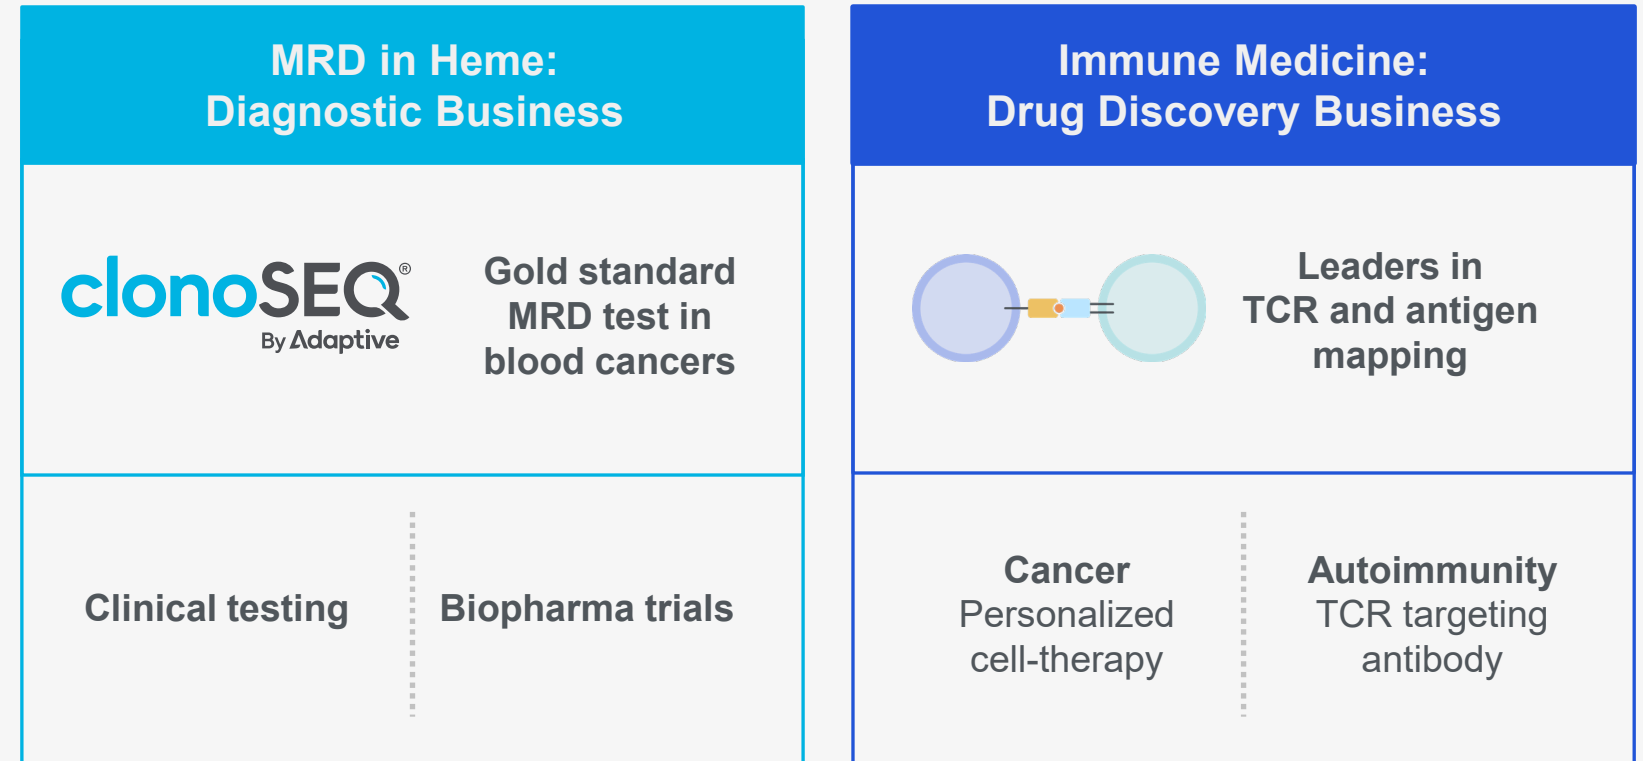 MRD in Heme:
Diagnostic Business
clonoSEQ®
By Adaptive
Gold standard
MRD test in
blood cancers
Clinical testing
Biopharma trials
Immune Medicine:
Drug Discovery Business
Leaders in
TCR and antigen
mapping
Cancer
Personalized
cell-therapy
Autoimmunity
TCR targeting
antibody